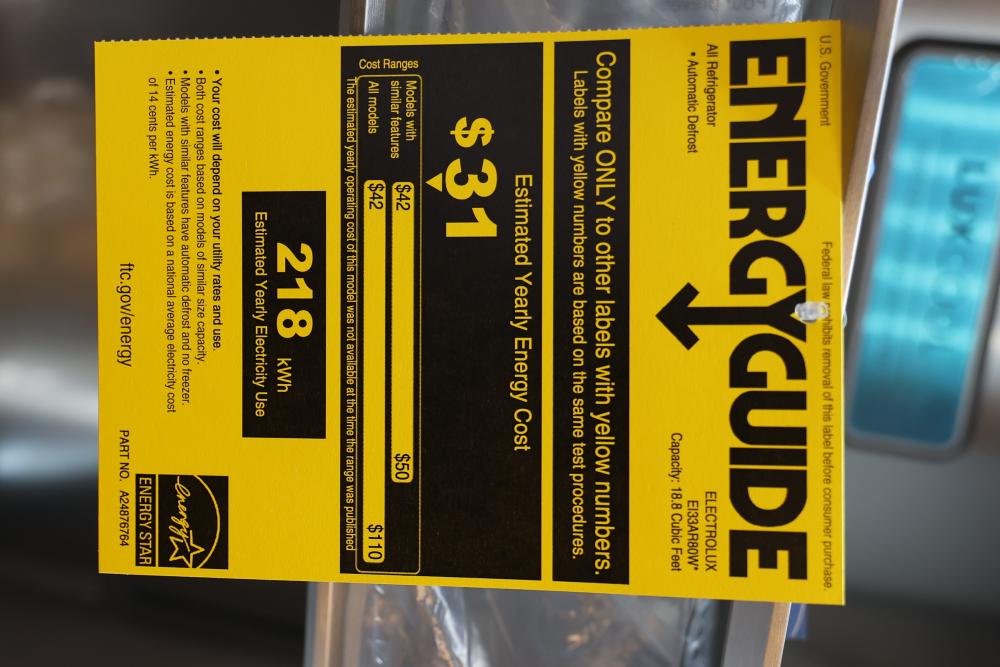 U.S. Government
Federal law prohibits removal of this label before consumer purchase.
ENERGYGUIDE
All Refrigerator
• Automatic Defrost
ELECTROLUX
EI33AR80W*
Capacity: 18.8 Cubic Feet
Compare ONLY to other labels with yellow numbers.
Labels with yellow numbers are based on the same test procedures.
Estimated Yearly Energy Cost
$31
Cost Ranges
Models with
similar features
$42
$50
All models
$42
$110
The estimated yearly operating cost of this model was not available at the time the range was published
218 kWh
Estimated Yearly Electricity Use
• Your cost will depend on your utility rates and use.
• Both cost ranges based on models of similar size capacity.
• Models with similar features have automatic defrost and no freezer.
• Estimated energy cost is based on a national average electricity cost
of 14 cents per kWh.
ftc.gov/energy
energy
ENERGY STAR
PART NO. A24876764